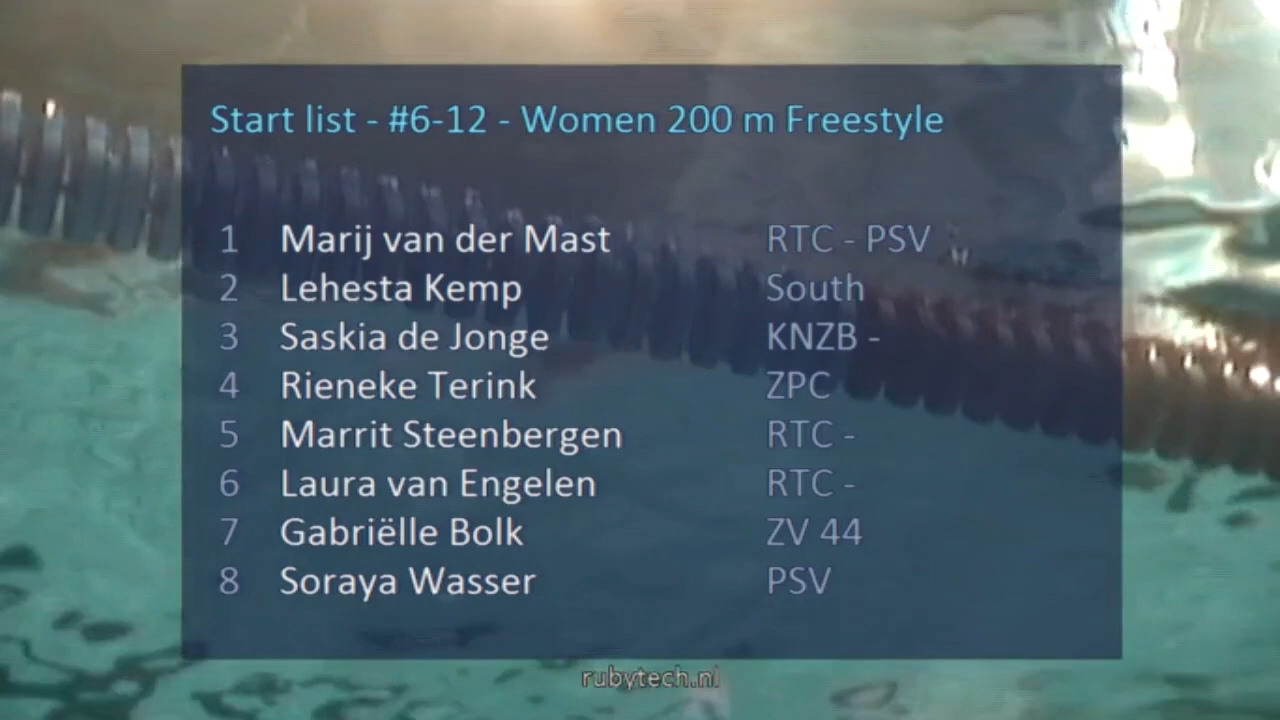 Start list - #6-12 - Women 200 m Freestyle
1 Marij van der Mast RTC - PSV
2 Lehesta Kemp South
3 Saskia de Jonge KNZB -
4 Rieneke Terink ZPC
5 Marrit Steenbergen RTC -
6 Laura van Engelen RTC -
7 Gabriëlle Bolk ZV 44
8 Soraya Wasser PSV
rubytech.nl